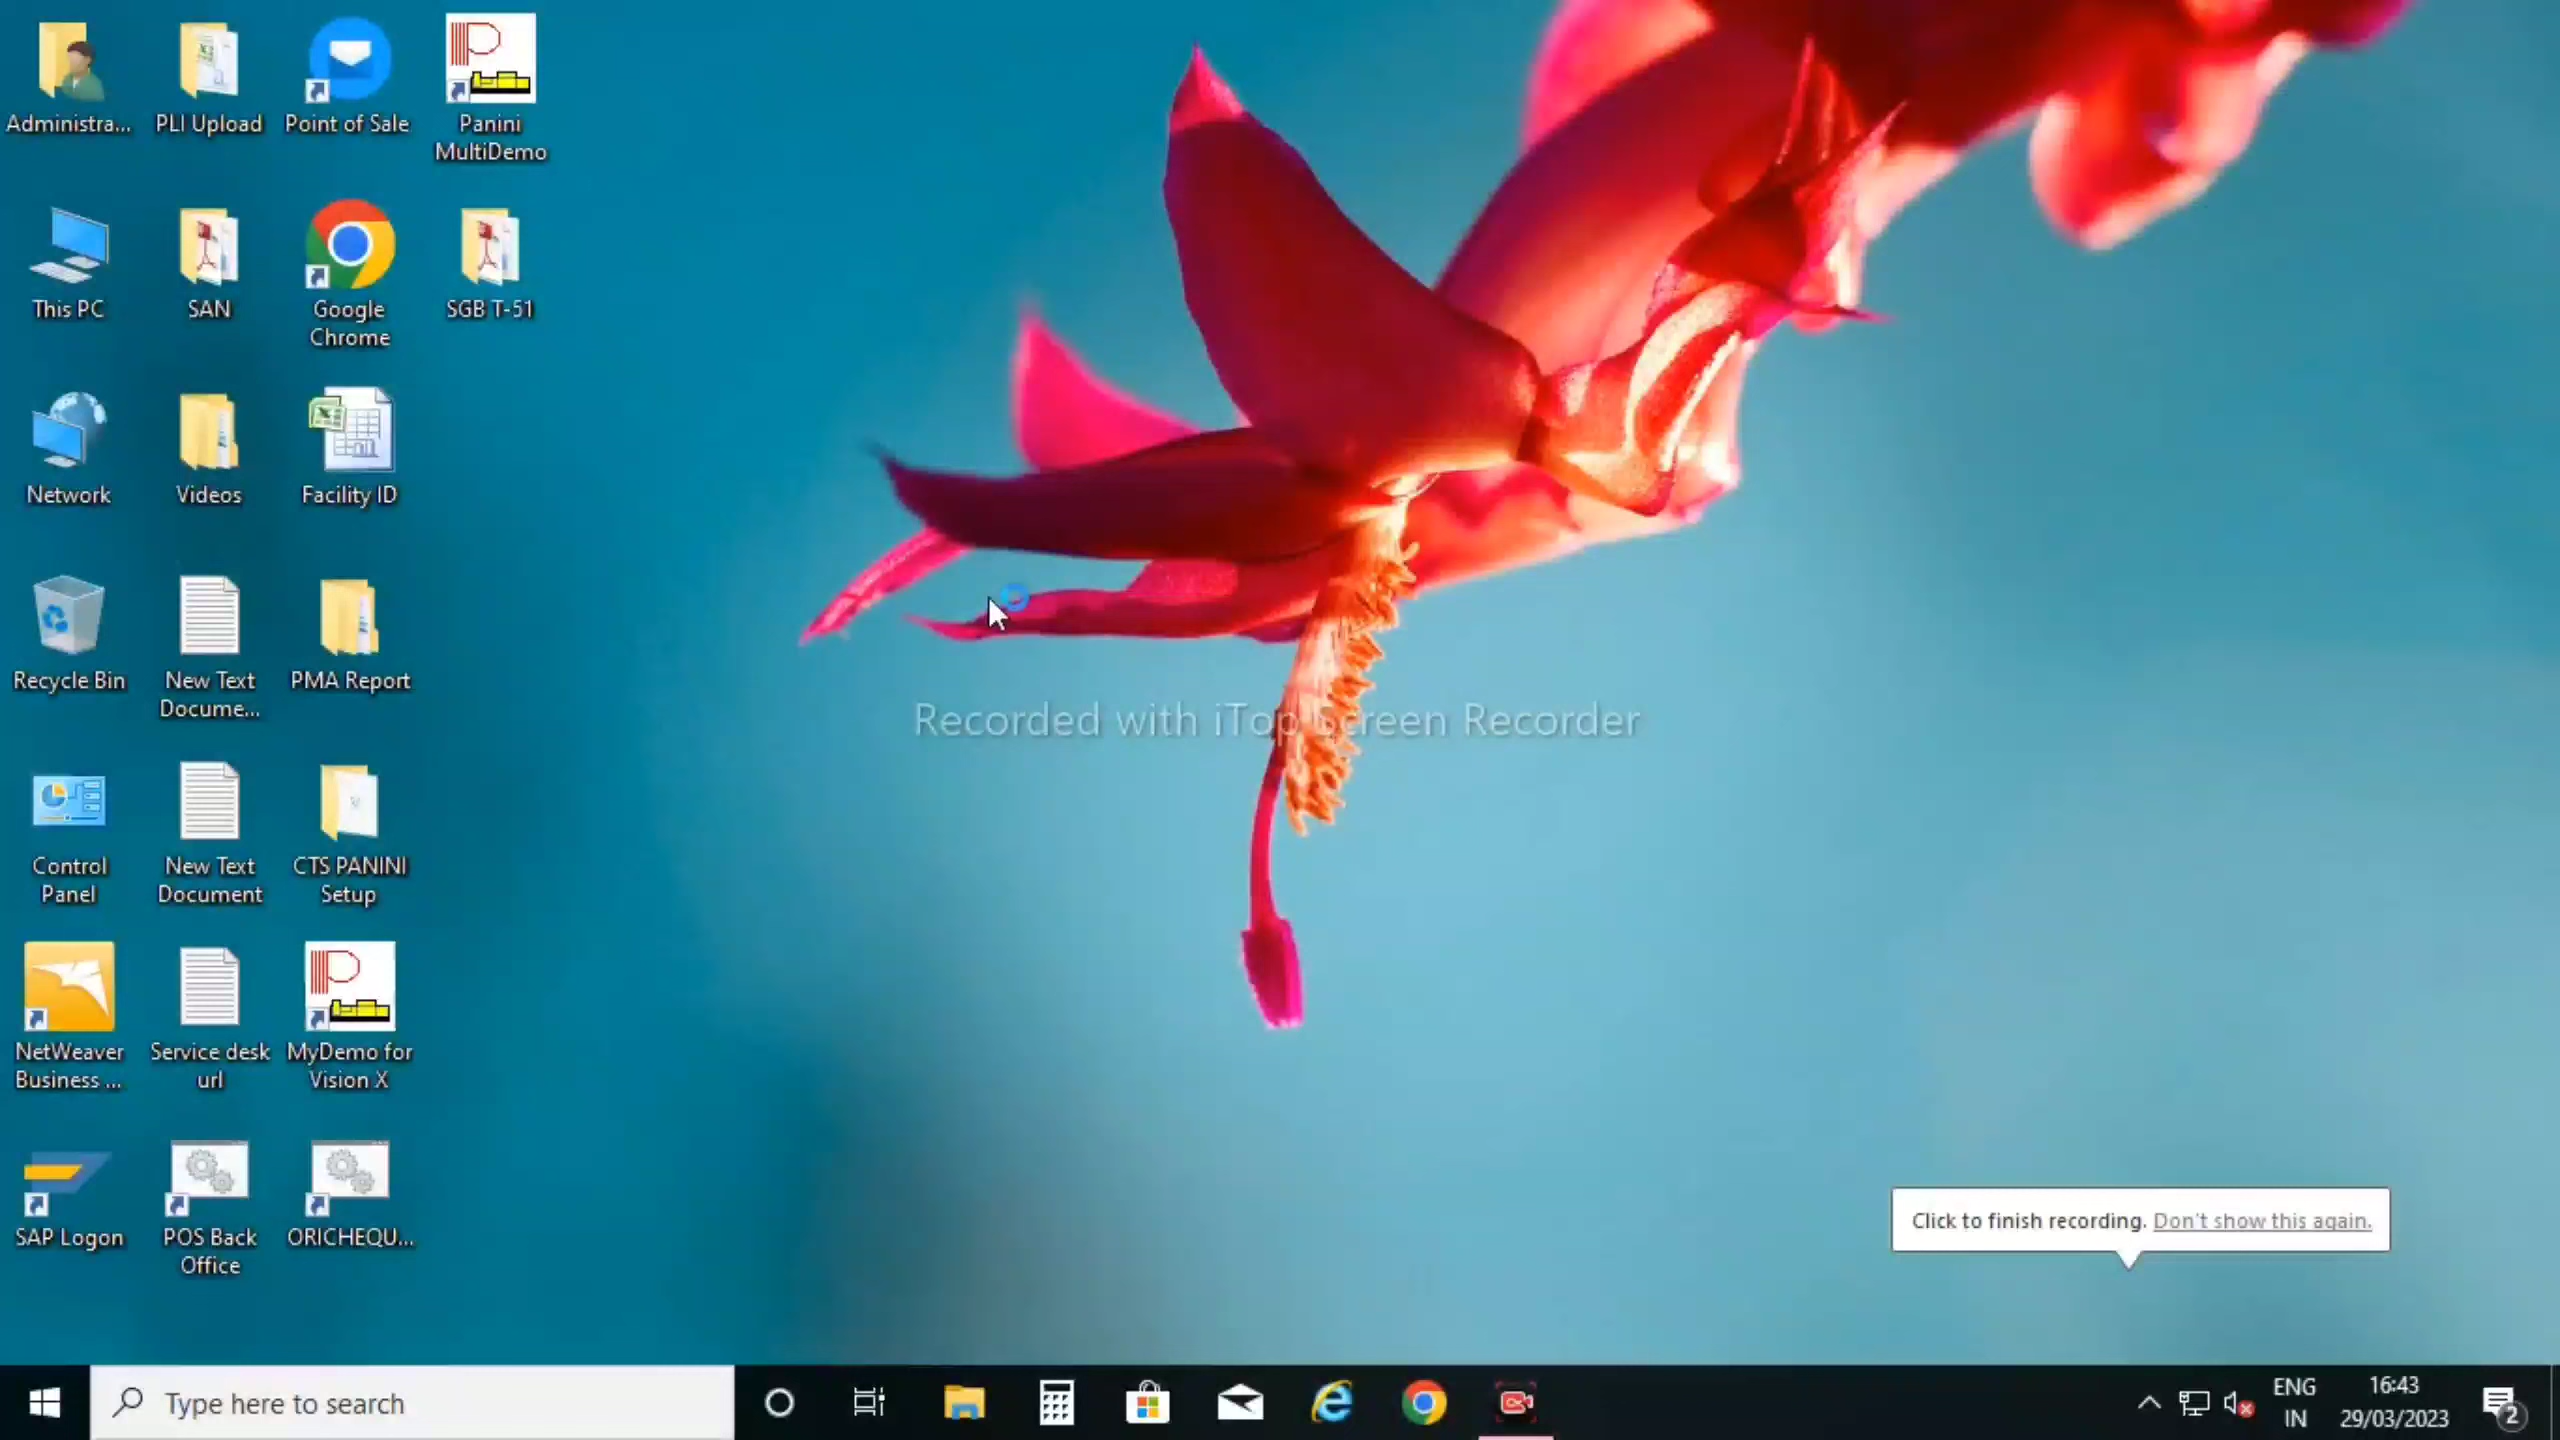 Administra...
PLI Upload
Point of Sale
Panini
MultiDemo
This PC
SAN
Google
Chrome
SGB T-51
Network
Videos
Facility ID
Recycle Bin
New Text
Docume...
PMA Report
Recorded with iTop Screen Recorder
Control
Panel
New Text
Document
CTS PANINI
Setup
NetWeaver
Business ...
Service desk
url
MyDemo for
Vision X
SAP Logon
POS Back
Office
ORICHEQU...
Click to finish recording. Don't show this again.
Type here to search
ENG
IN
16:43
29/03/2023
2